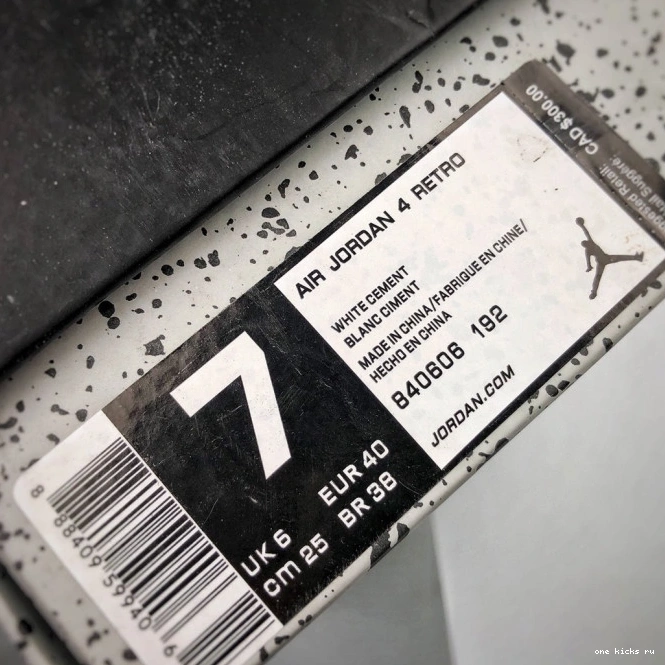 CAD $300.00
Suggested Retail:
AIR JORDAN 4 RETRO
WHITE CEMENT
BLANC CIMENT
MADE IN CHINA/FABRIQUE EN CHINE/
HECHO EN CHINA
840606 192
JORDAN.COM
7
UK 6 EUR 40
cm 25 BR 38
8 88409 59940 6
one kicks ru